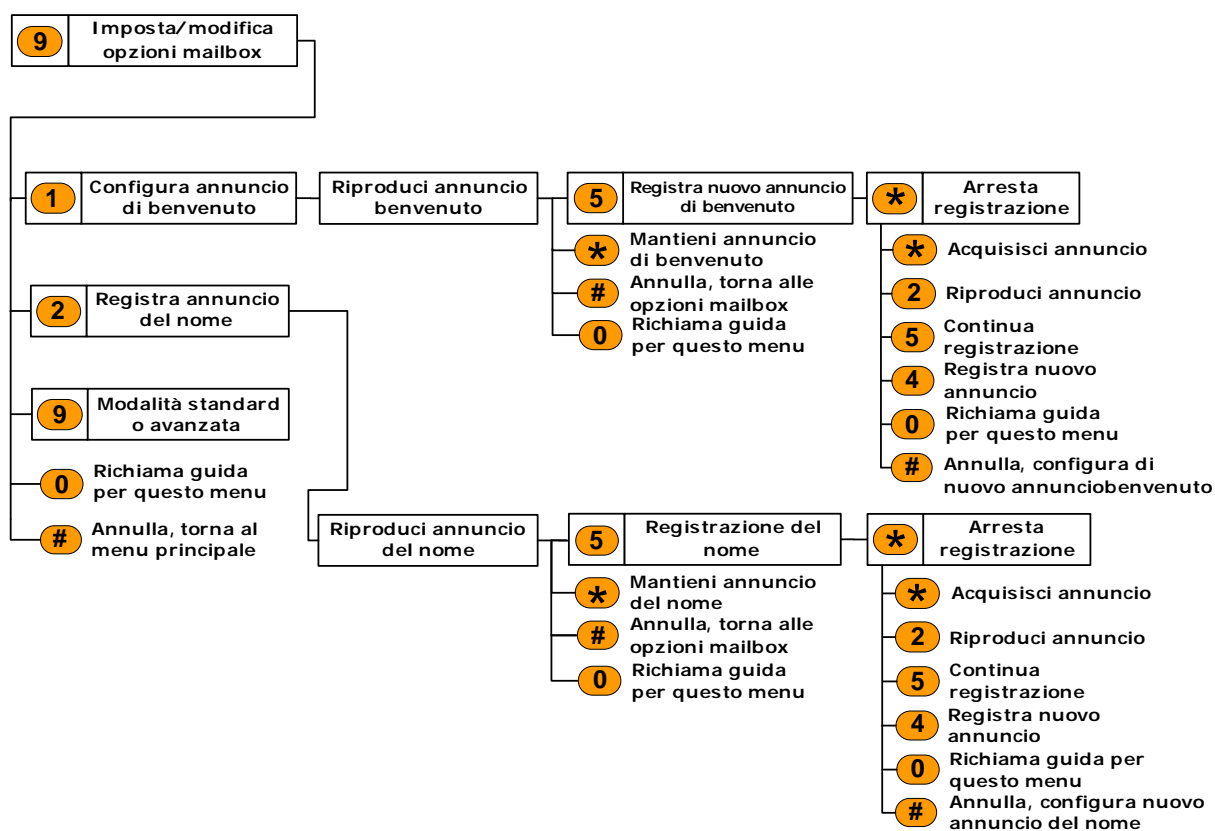 9 Imposta/modifica
opzioni mailbox
1 Configura annuncio
di benvenuto
Riproduci annuncio
benvenuto
5 Registra nuovo annuncio
di benvenuto
* Mantieni annuncio
di benvenuto
# Annulla, torna alle
opzioni mailbox
0 Richiama guida
per questo menu
* Arresta
registrazione
* Acquisisci annuncio
2 Riproduci annuncio
5 Continua
registrazione
4 Registra nuovo
annuncio
0 Richiama guida
per questo menu
# Annulla, configura di
nuovo annunciobenvenuto
2 Registra annuncio
del nome
9 Modalità standard
o avanzata
0 Richiama guida
per questo menu
# Annulla, torna al
menu principale
Riproduci annuncio
del nome
5 Registrazione del
nome
* Mantieni annuncio
del nome
# Annulla, torna alle
opzioni mailbox
0 Richiama guida
per questo menu
* Arresta
registrazione
* Acquisisci annuncio
2 Riproduci annuncio
5 Continua
registrazione
4 Registra nuovo
annuncio
0 Richiama guida per
questo menu
# Annulla, configura nuovo
annuncio del nome